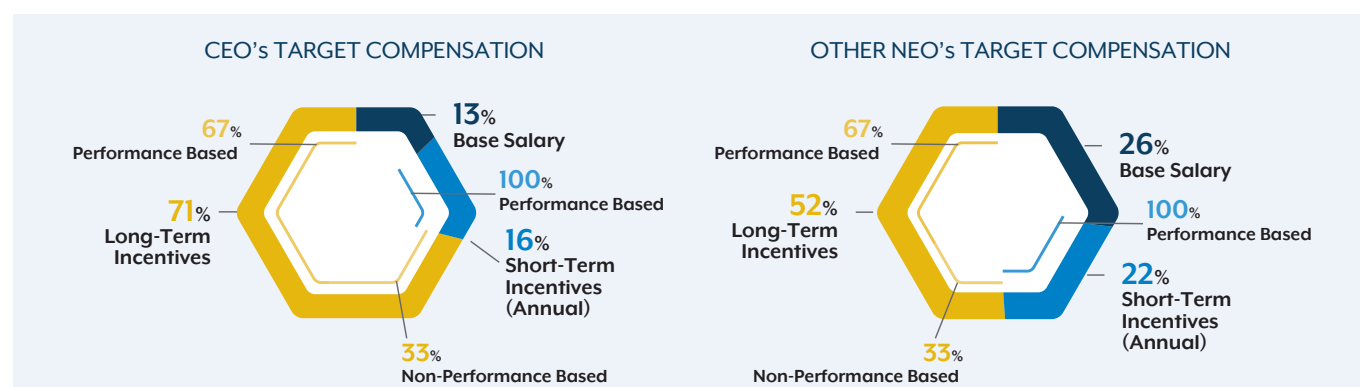 CEO's TARGET COMPENSATION
67%
Performance Based
13%
Base Salary
100%
Performance Based
71%
Long-Term
Incentives
16%
Short-Term
Incentives
(Annual)
33%
Non-Performance Based
OTHER NEO's TARGET COMPENSATION
67%
Performance Based
26%
Base Salary
100%
Performance Based
52%
Long-Term
Incentives
22%
Short-Term
Incentives
(Annual)
33%
Non-Performance Based